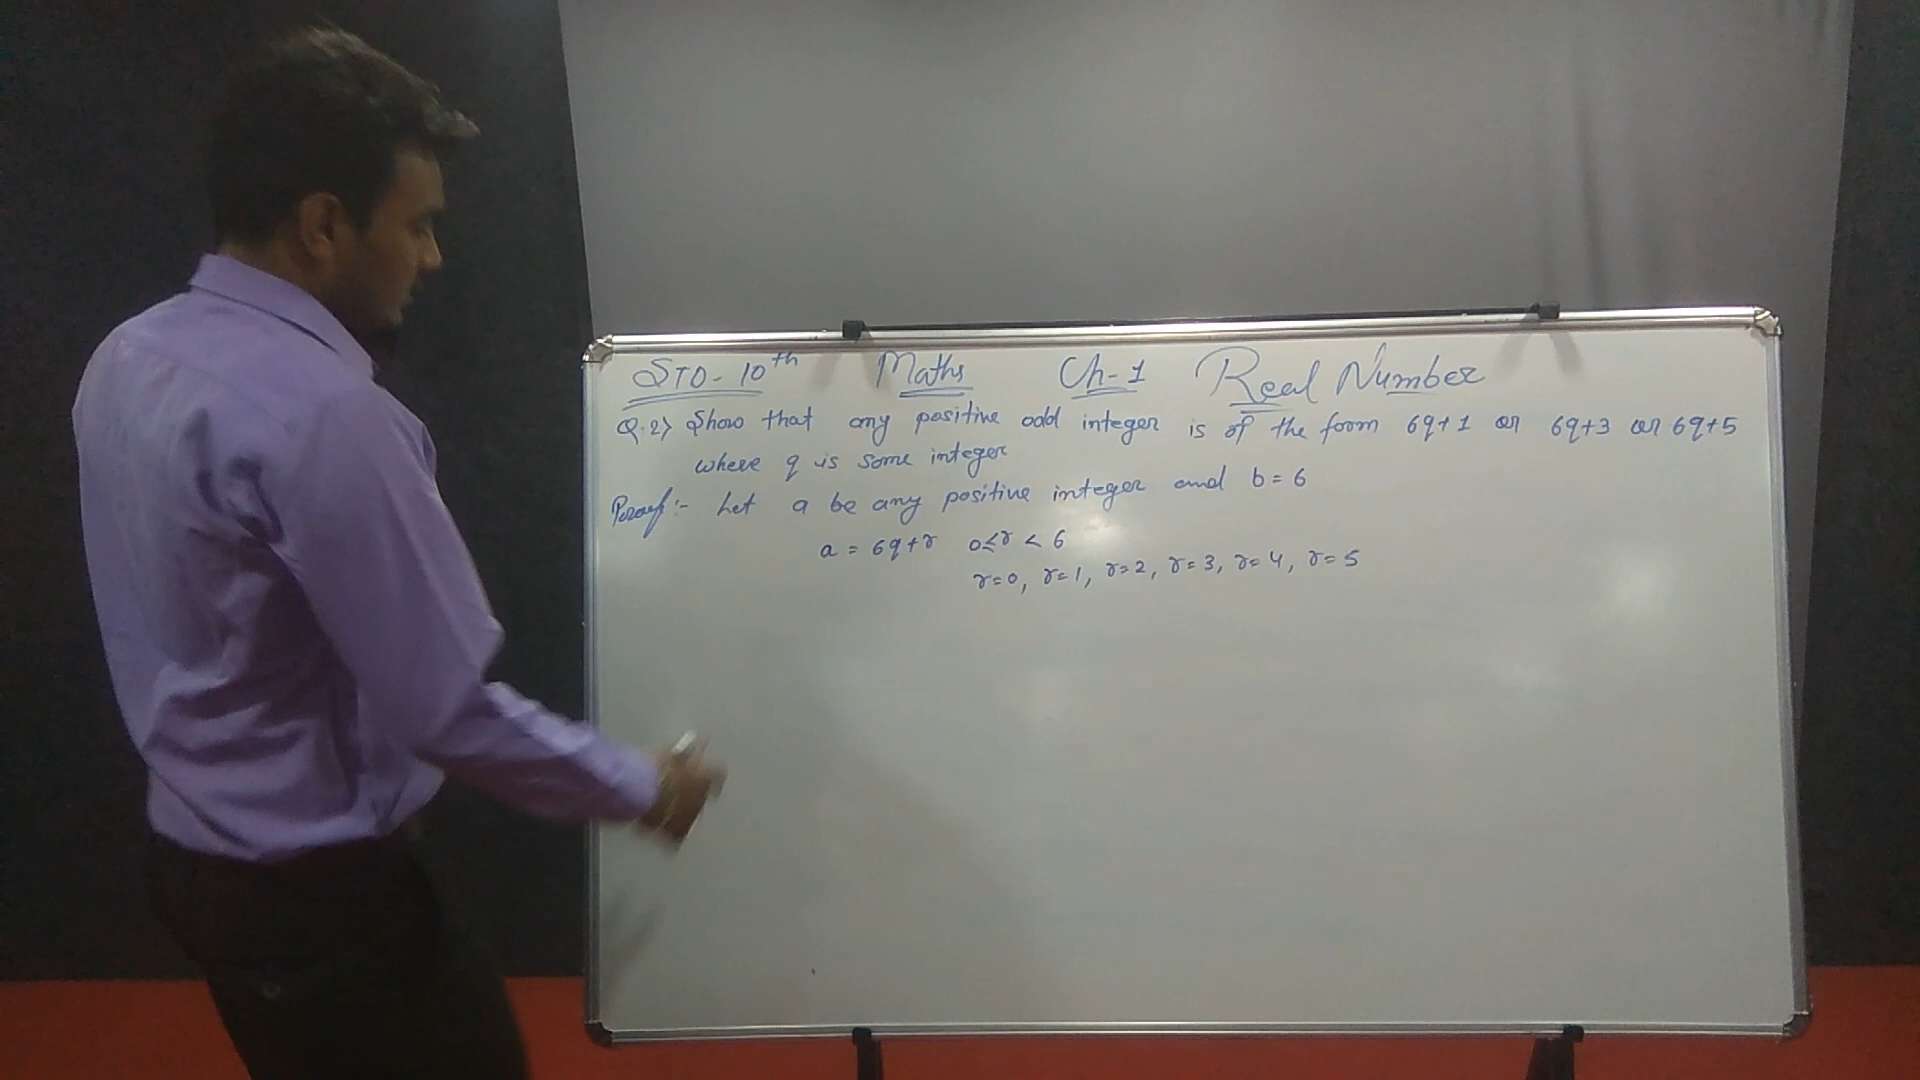 STD- 10th Maths Ch-1 Real Number
Q.2) Show that any positive odd integer is of the form 6q+1 or 6q+3 or 6q+5
where q is some integer
Proof:- Let a be any positive integer and b = 6
a = 6q+r 0≤r < 6
r=0, r=1, r=2, r=3, r=4, r=5